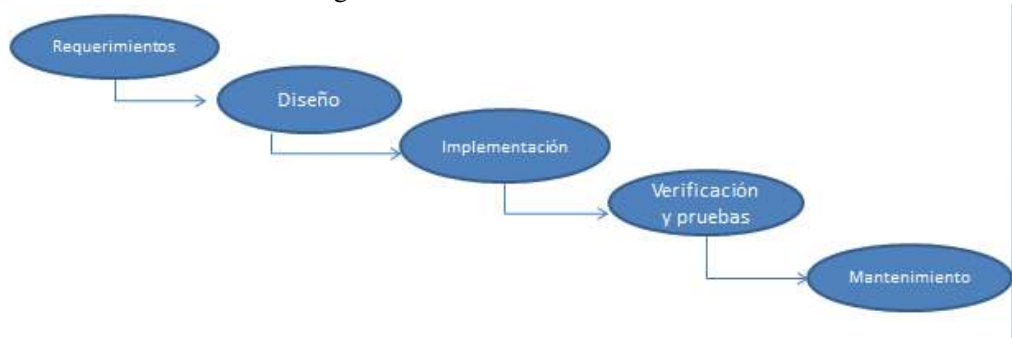 Requerimientos
Diseño
Implementación
Verificación
y pruebas
Mantenimiento